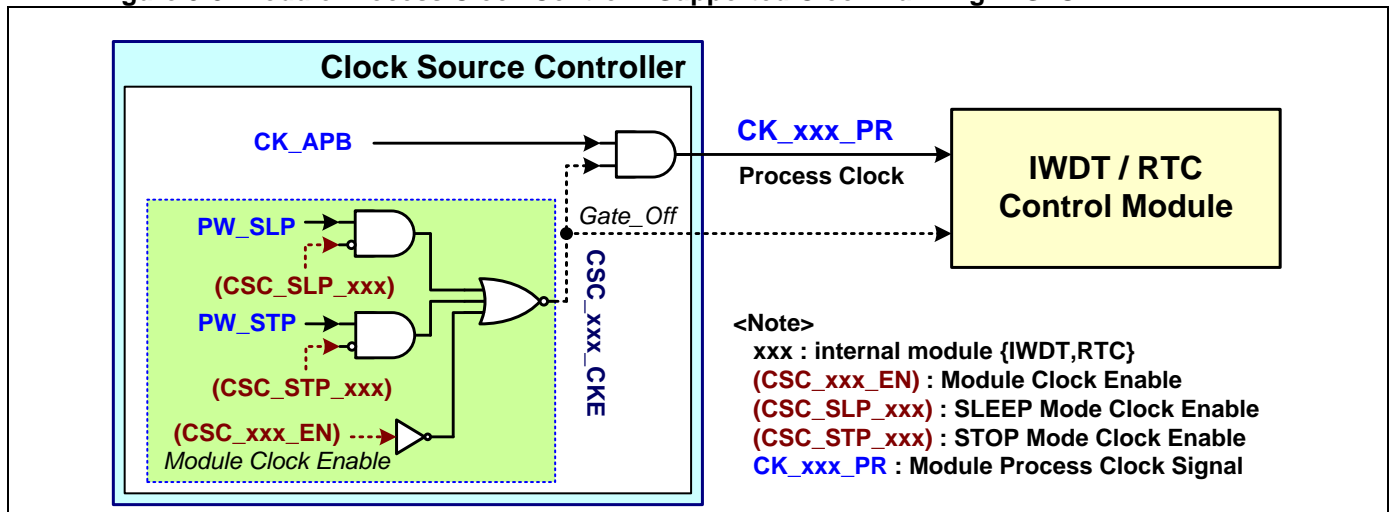 Clock Source Controller
CK_APB
CK_xxx_PR
Process Clock
IWDT / RTC
Control Module
PW_SLP
(CSC_SLP_xxx)
PW_STP
(CSC_STP_xxx)
(CSC_xxx_EN)
Module Clock Enable
Gate_Off
CSC_xxx_CKE
<Note>
xxx : internal module {IWDT,RTC}
(CSC_xxx_EN) : Module Clock Enable
(CSC_SLP_xxx) : SLEEP Mode Clock Enable
(CSC_STP_xxx) : STOP Mode Clock Enable
CK_xxx_PR : Module Process Clock Signal